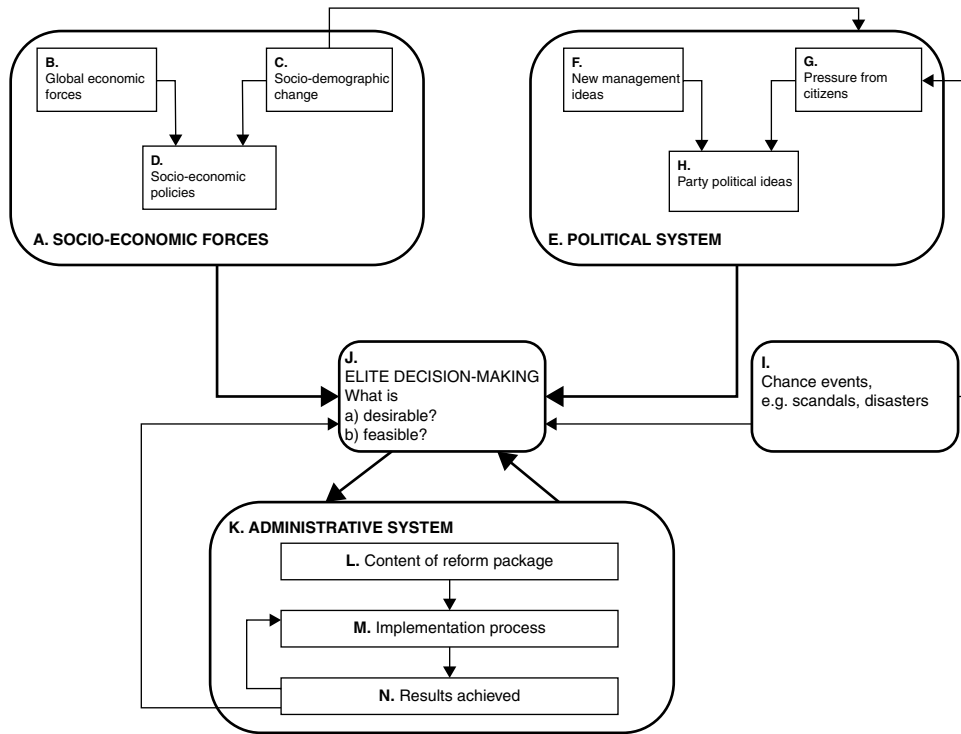 B.
Global economic
forces
C.
Socio-demographic
change
D.
Socio-economic
policies
A. SOCIO-ECONOMIC FORCES
F.
New management
ideas
G.
Pressure from
citizens
H.
Party political ideas
E. POLITICAL SYSTEM
J.
ELITE DECISION-MAKING
What is
a) desirable?
b) feasible?
I.
Chance events,
e.g. scandals, disasters
K. ADMINISTRATIVE SYSTEM
L. Content of reform package
M. Implementation process
N. Results achieved